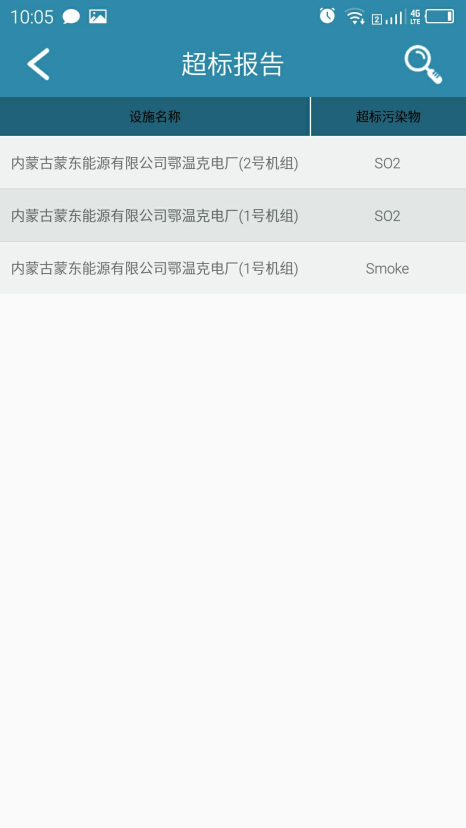 10:05 2 4G LTE
超标报告
设施名称 超标污染物
内蒙古蒙东能源有限公司鄂温克电厂(2号机组) SO2
内蒙古蒙东能源有限公司鄂温克电厂(1号机组) SO2
内蒙古蒙东能源有限公司鄂温克电厂(1号机组) Smoke